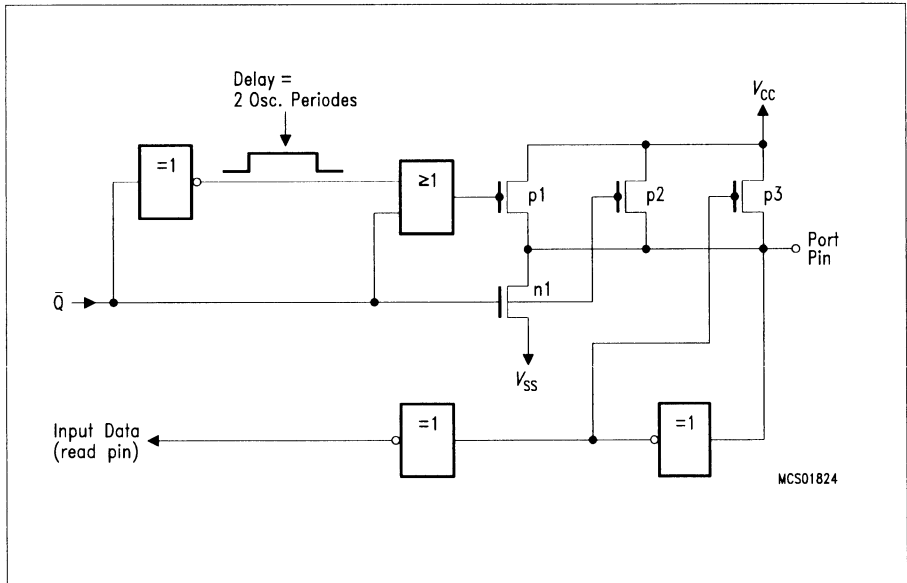 Delay =
2 Osc. Periodes
V_CC
=1
≥1
p1
p2
p3
Port
Pin
Q̄
n1
V_SS
Input Data
(read pin)
=1
=1
MCS01824